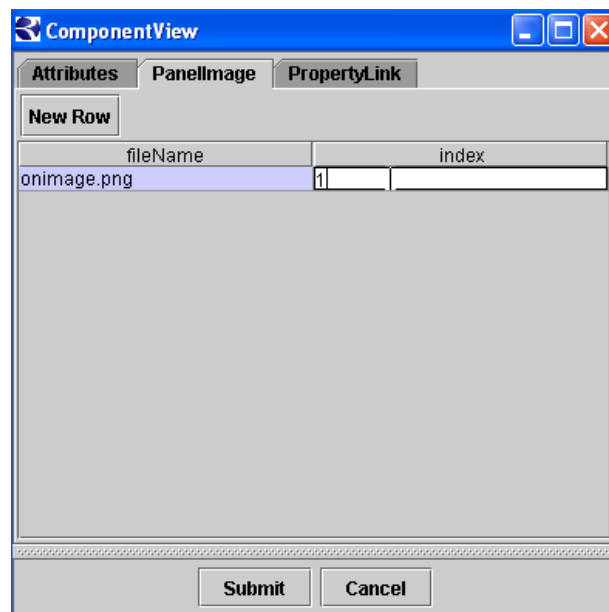 ComponentView
Attributes PanelImage PropertyLink
New Row
fileName index
onimage.png 1
Submit Cancel